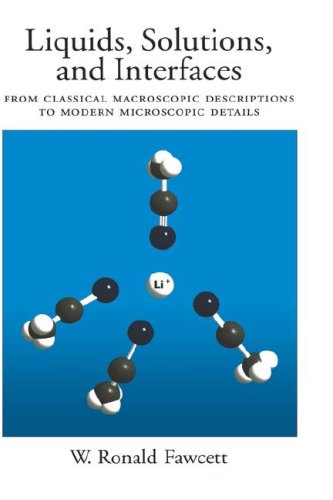 Liquids, Solutions,
and Interfaces
FROM CLASSICAL MACROSCOPIC DESCRIPTIONS
TO MODERN MICROSCOPIC DETAILS
Li+
W. Ronald Fawcett